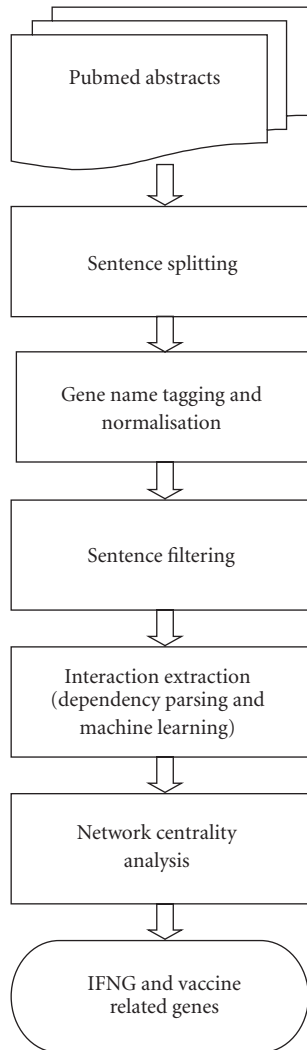 Pubmed abstracts
Sentence splitting
Gene name tagging and
normalisation
Sentence filtering
Interaction extraction
(dependency parsing and
machine learning)
Network centrality
analysis
IFNG and vaccine
related genes